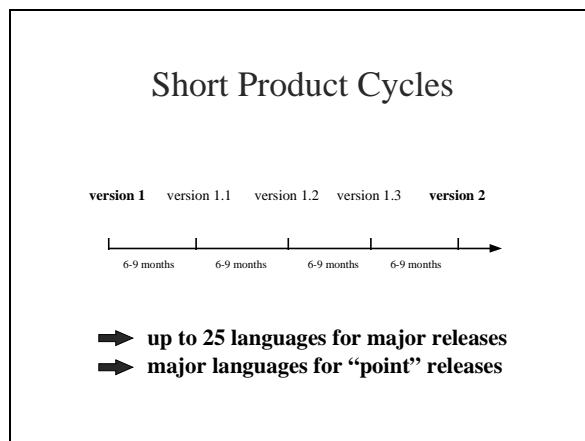 Short Product Cycles
version 1 version 1.1 version 1.2 version 1.3 version 2
6-9 months 6-9 months 6-9 months 6-9 months
up to 25 languages for major releases
major languages for “point” releases